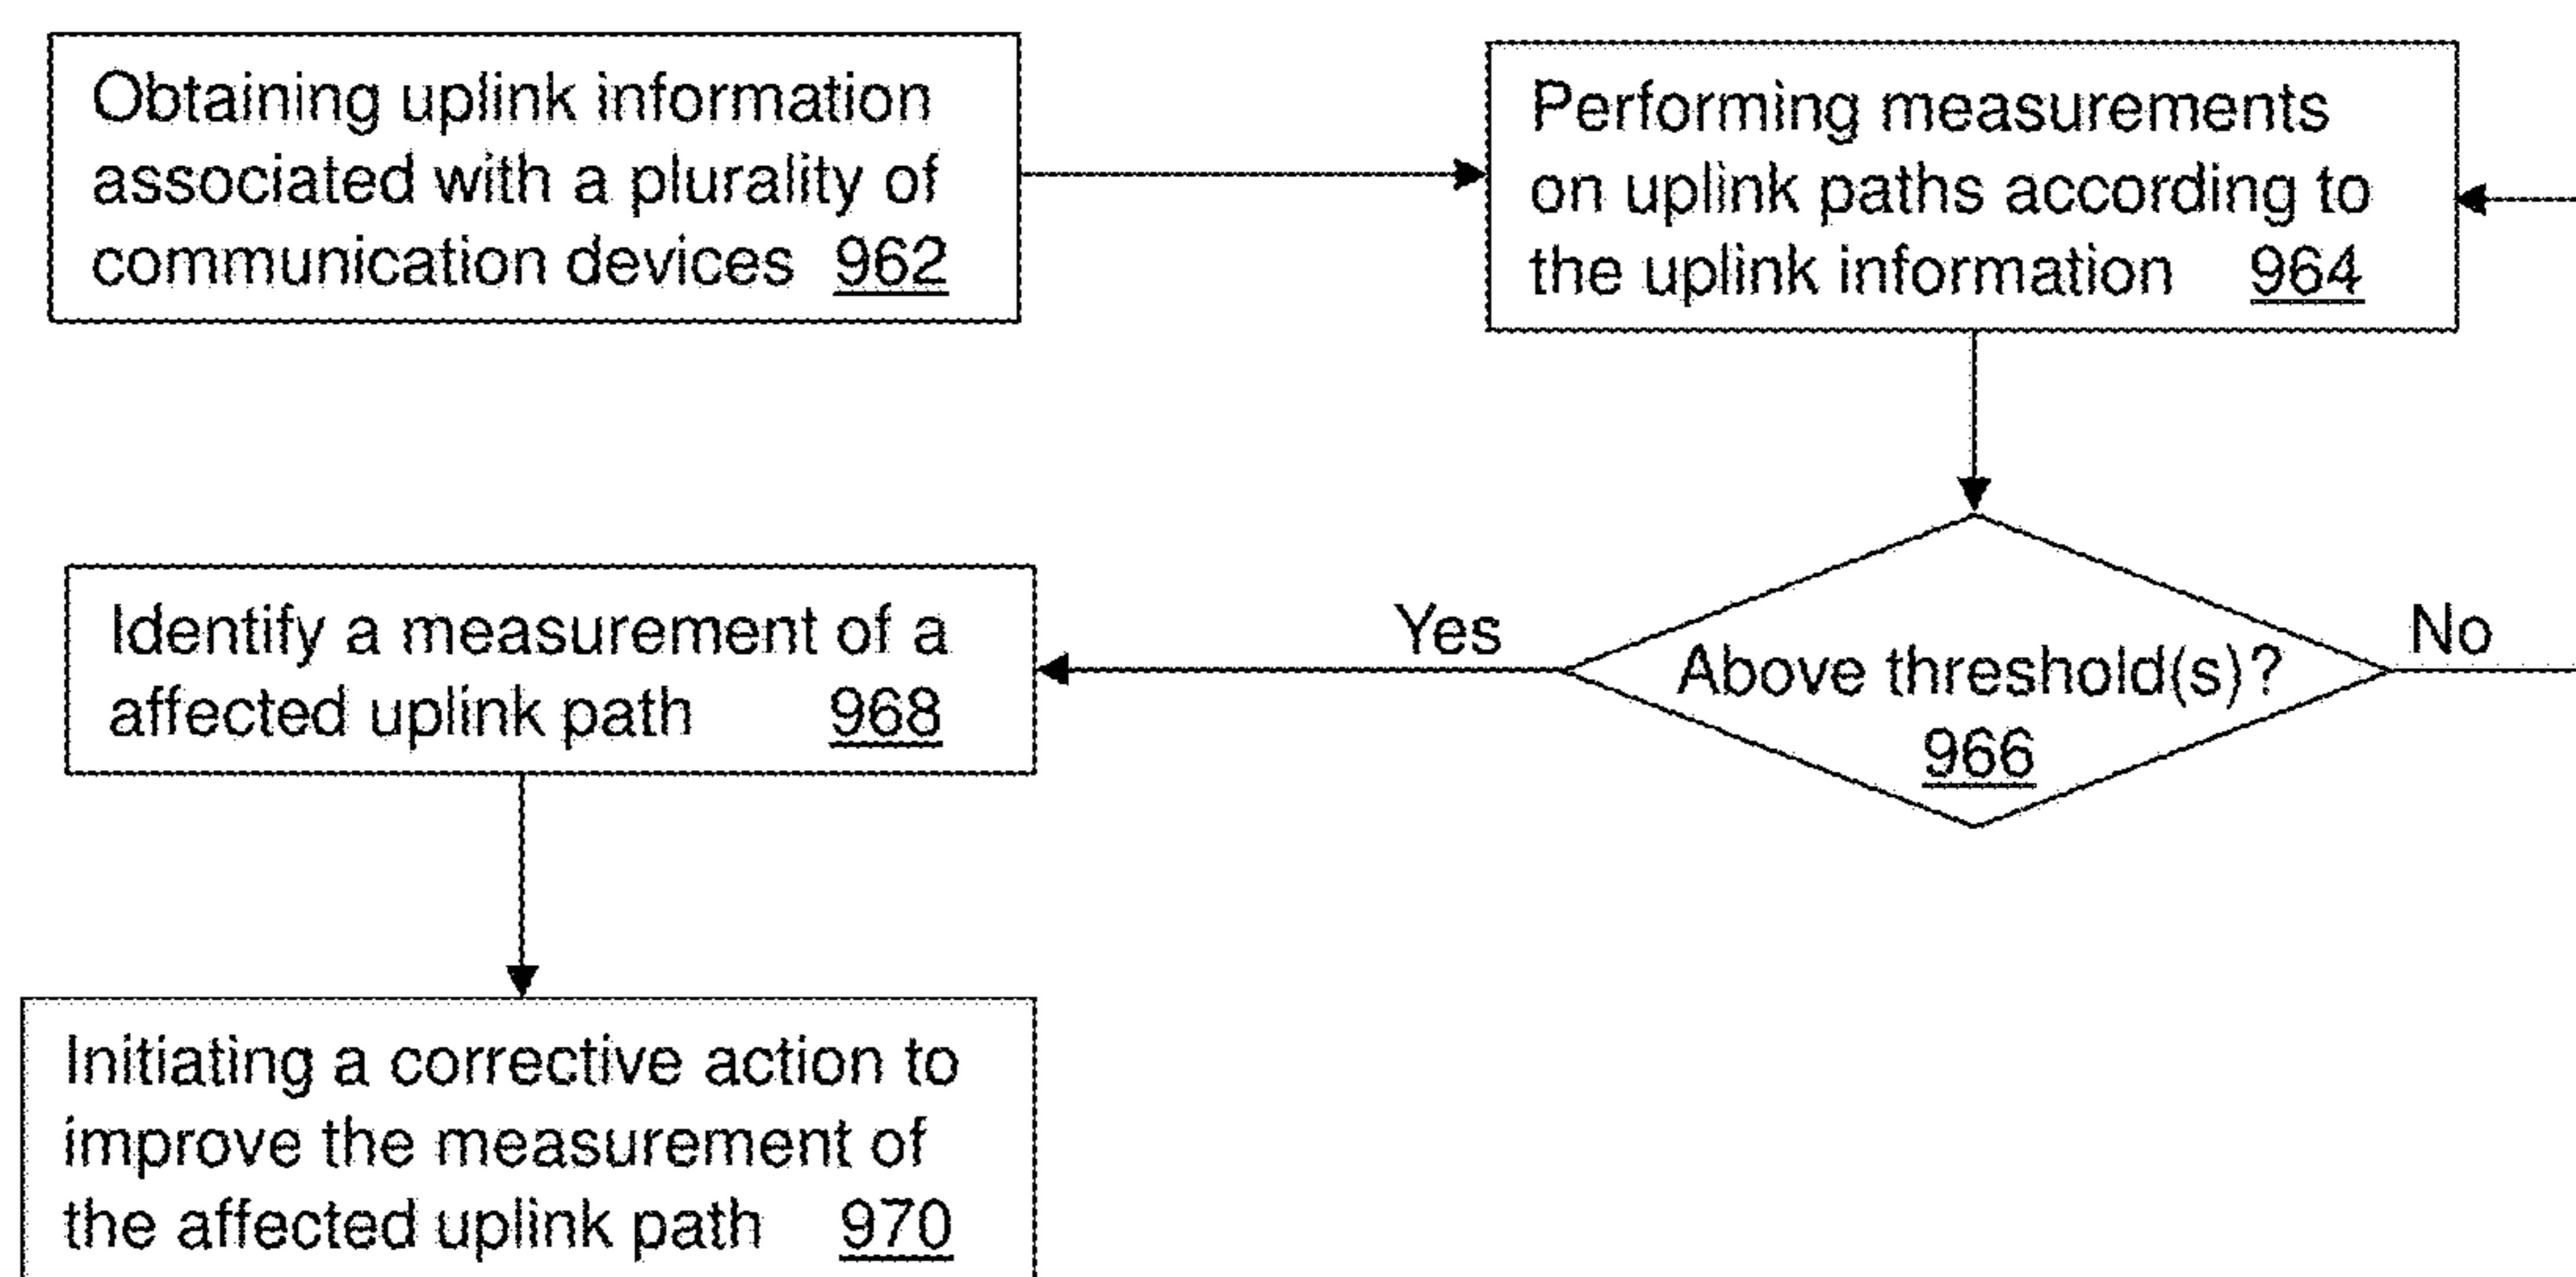 Obtaining uplink information
associated with a plurality of
communication devices 962
Performing measurements
on uplink paths according to
the uplink information 964
Above threshold(s)?
966
Yes
No
Identify a measurement of a
affected uplink path 968
Initiating a corrective action to
improve the measurement of
the affected uplink path 970